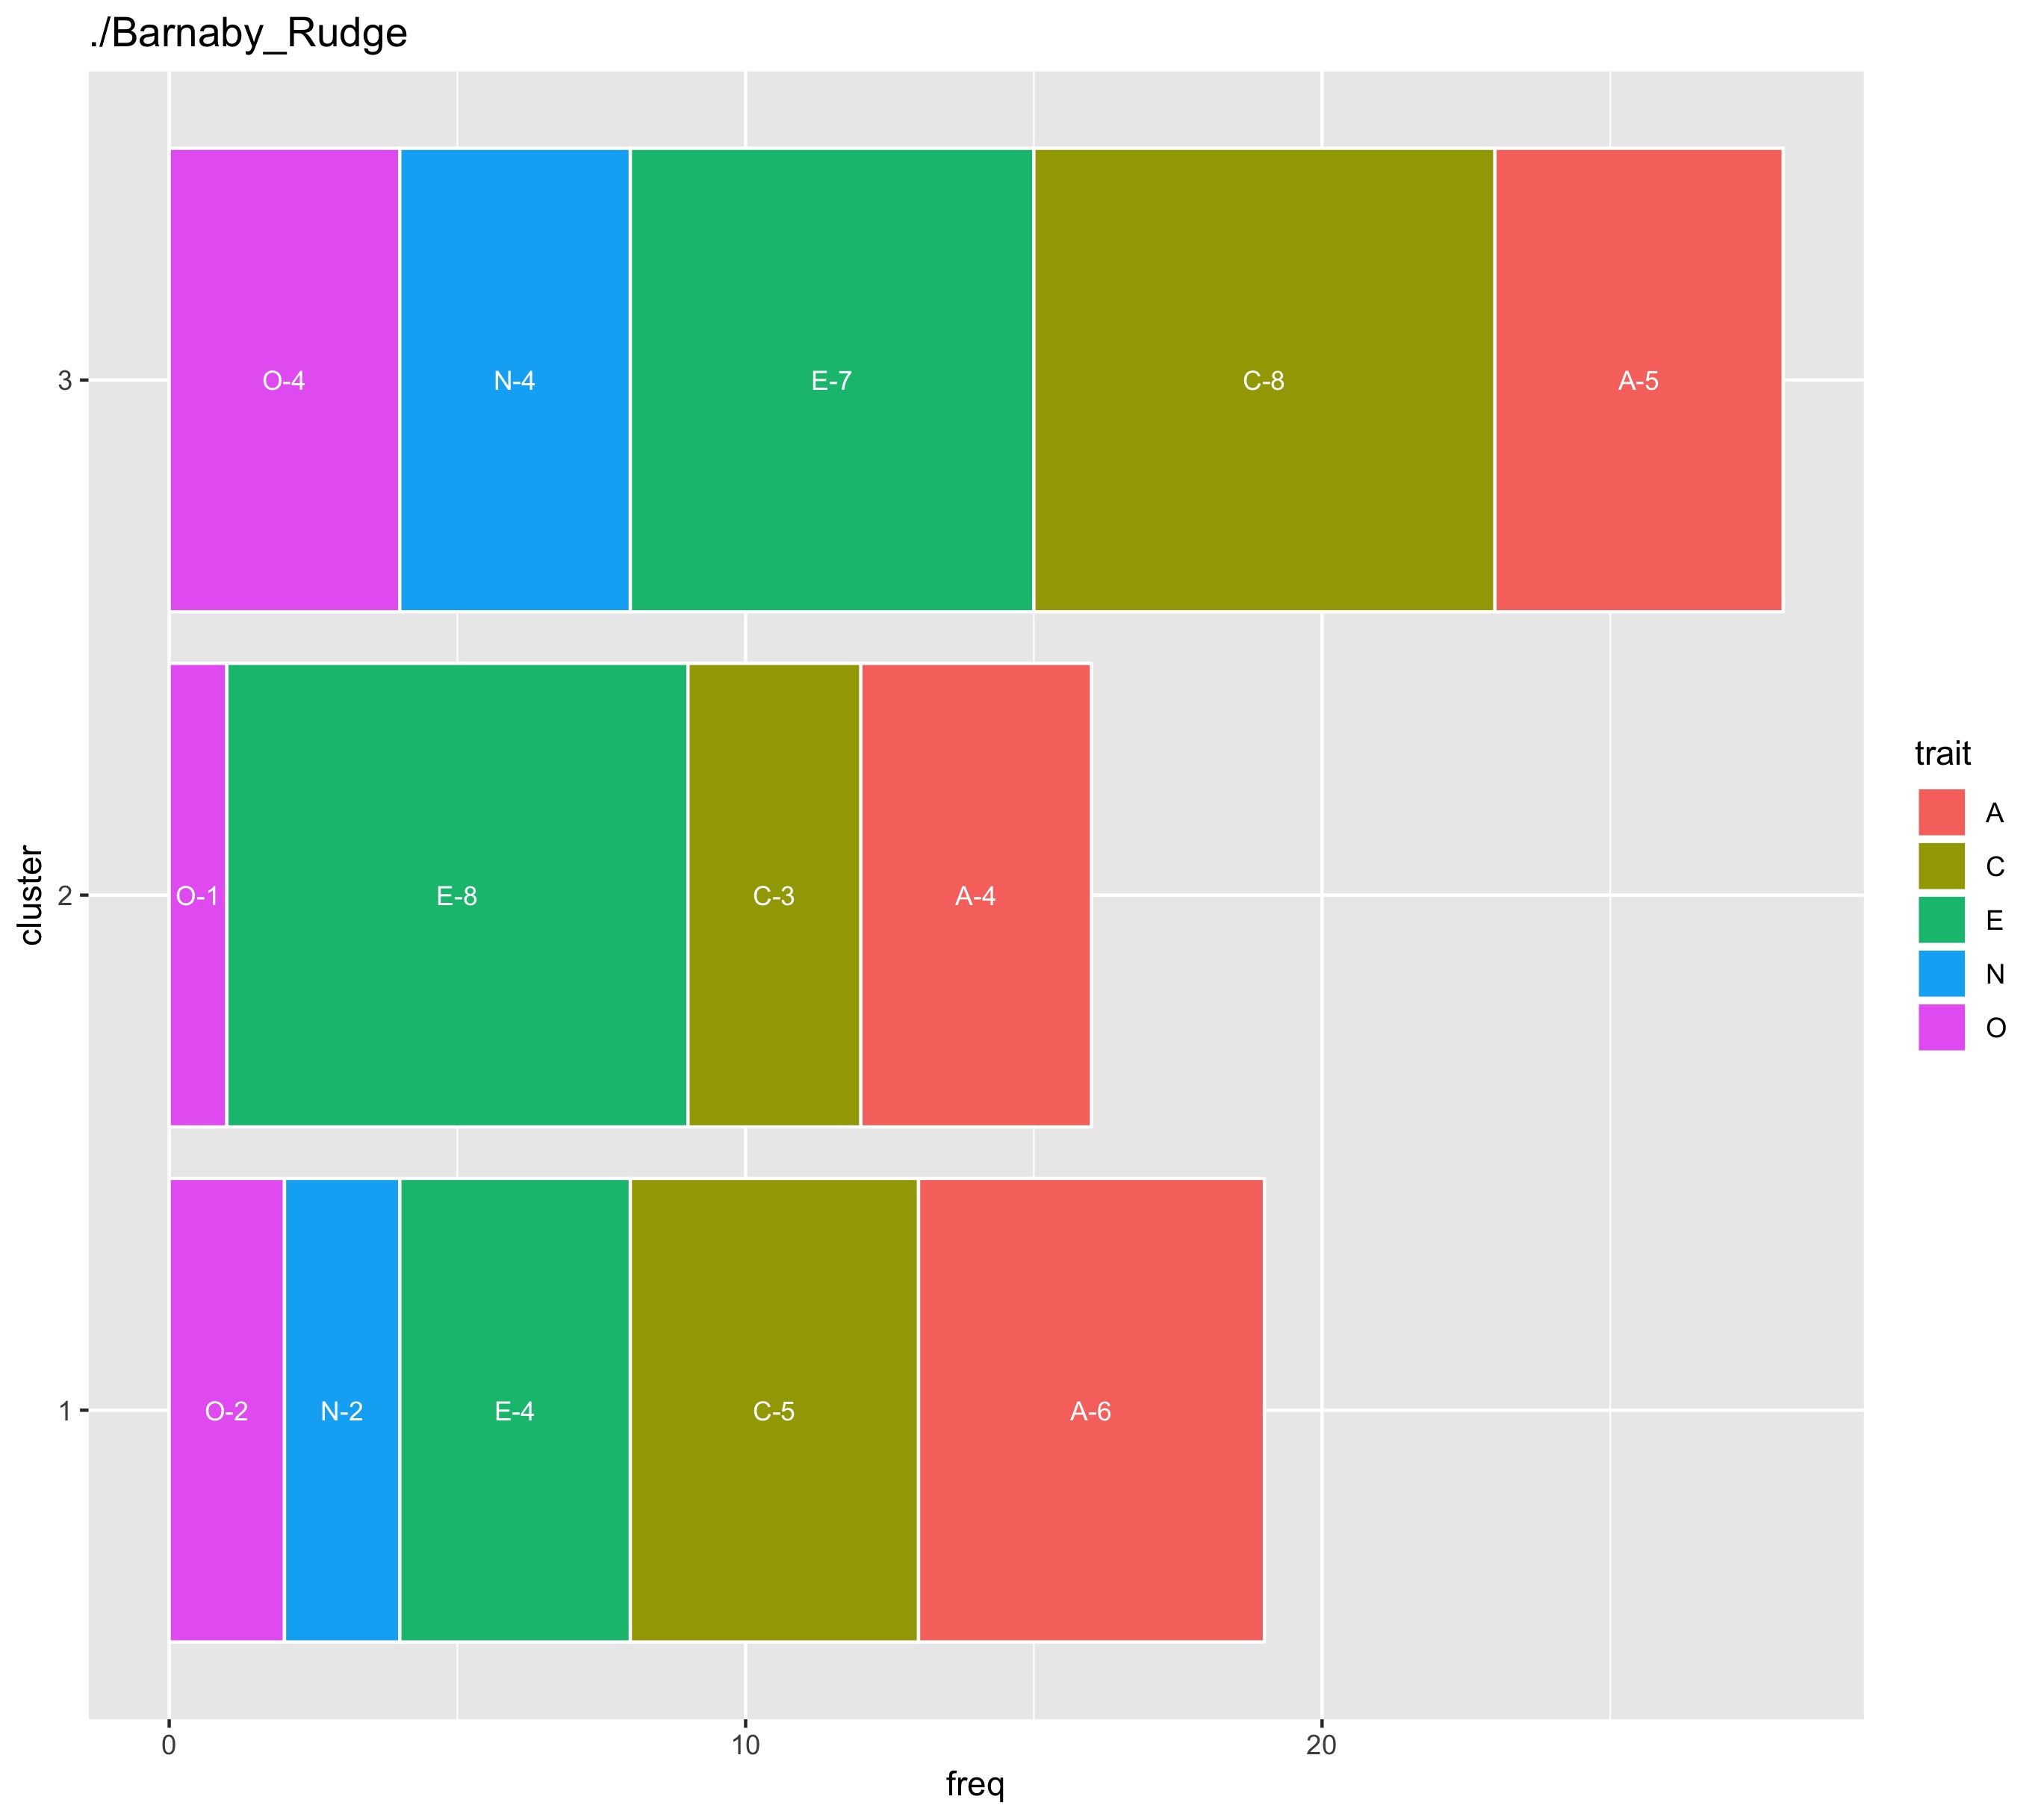 ./Barnaby_Rudge
3
O-4 N-4 E-7 C-8 A-5
2
O-1 E-8 C-3 A-4
1
O-2 N-2 E-4 C-5 A-6
cluster
0 10 20
freq
trait
A
C
E
N
O